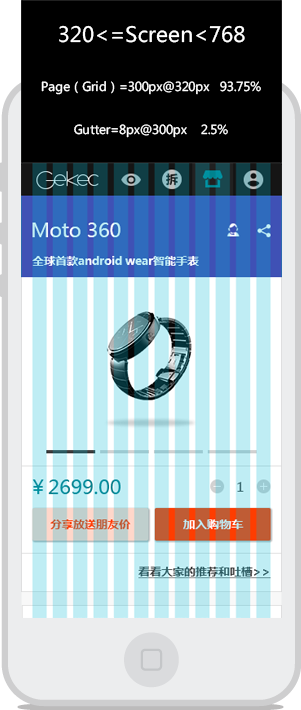 320<=Screen<768
Page（Grid）=300px@320px 93.75%
Gutter=8px@300px 2.5%
Gekec
拆
Moto 360
全球首款android wear智能手表
¥ 2699.00
1
分享放送朋友价
加入购物车
看看大家的推荐和吐槽>>